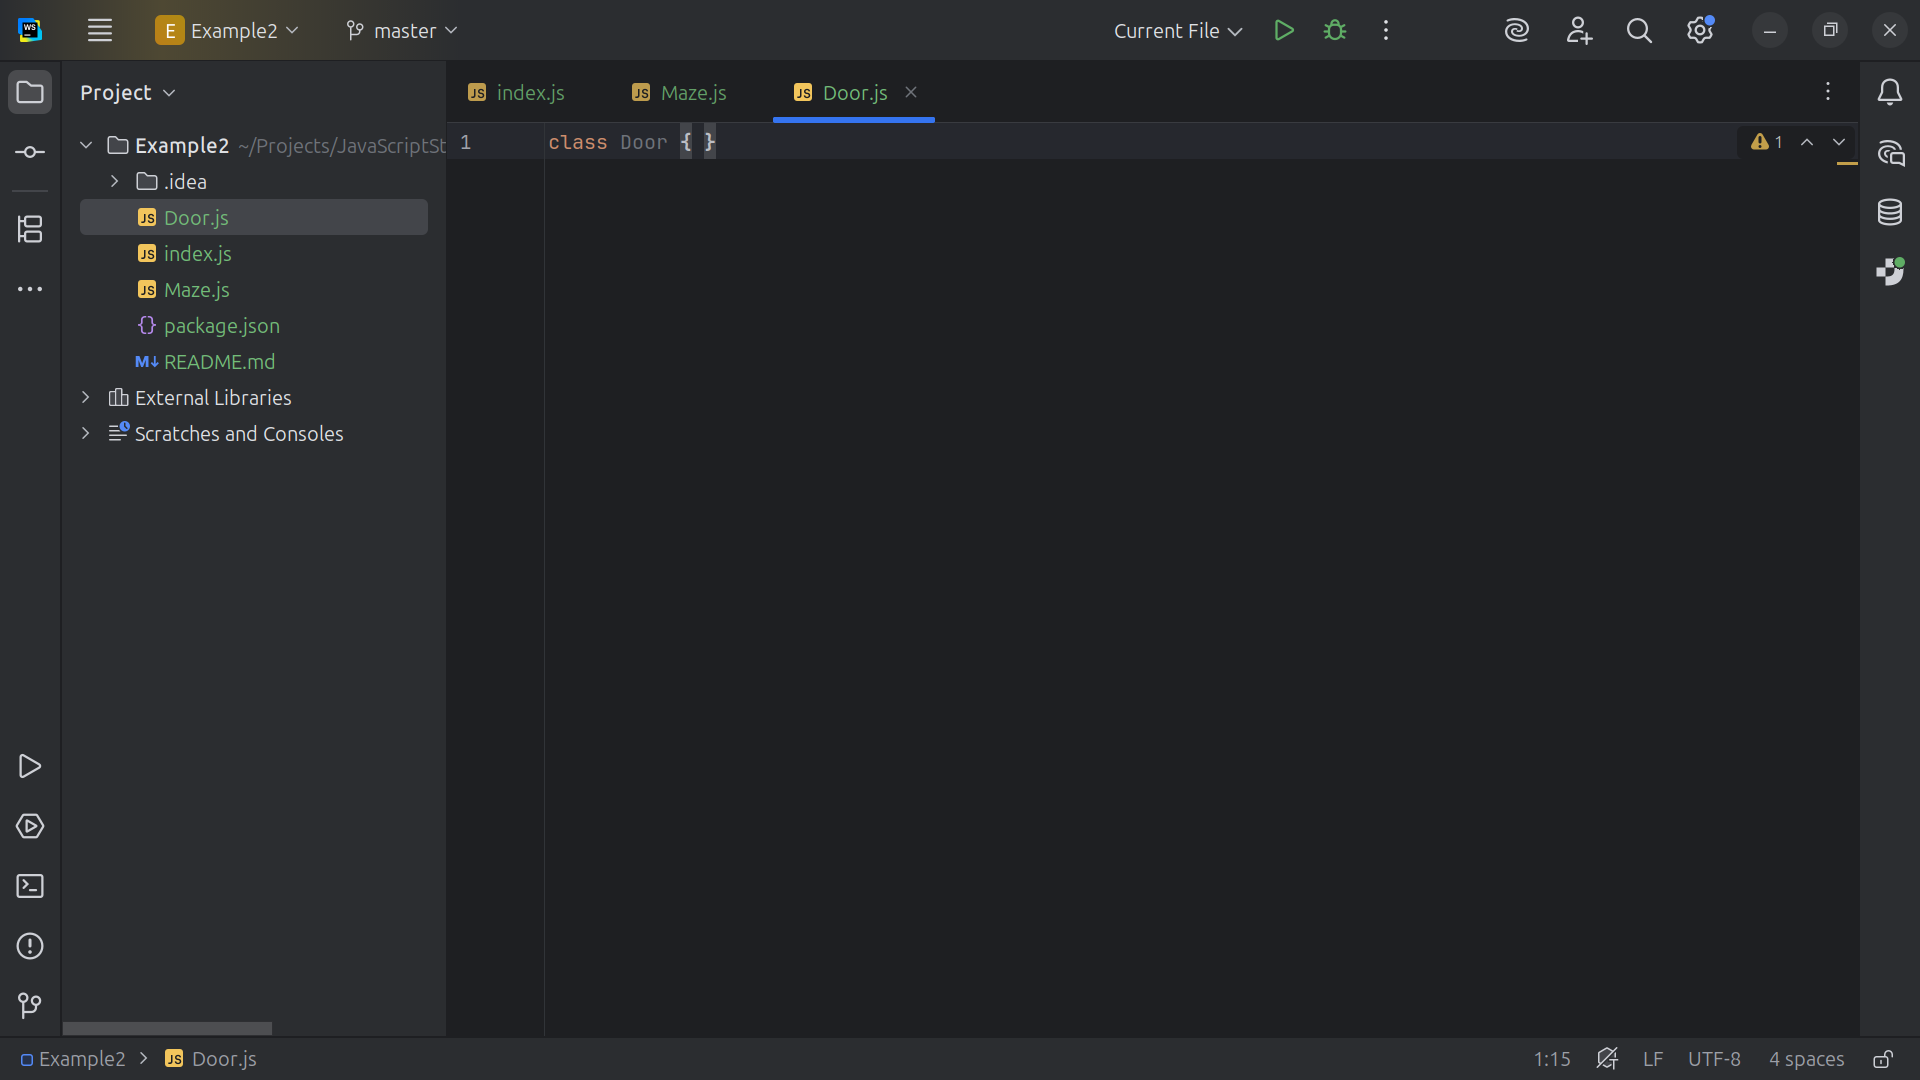 WS
E Example2
master
Current File
Project
JS index.js
JS Maze.js
JS Door.js
Example2 ~/Projects/JavaScriptSt
.idea
JS Door.js
JS index.js
JS Maze.js
{} package.json
M↓ README.md
External Libraries
Scratches and Consoles
1 class Door { }
1
Example2 > JS Door.js
1:15 LF UTF-8 4 spaces